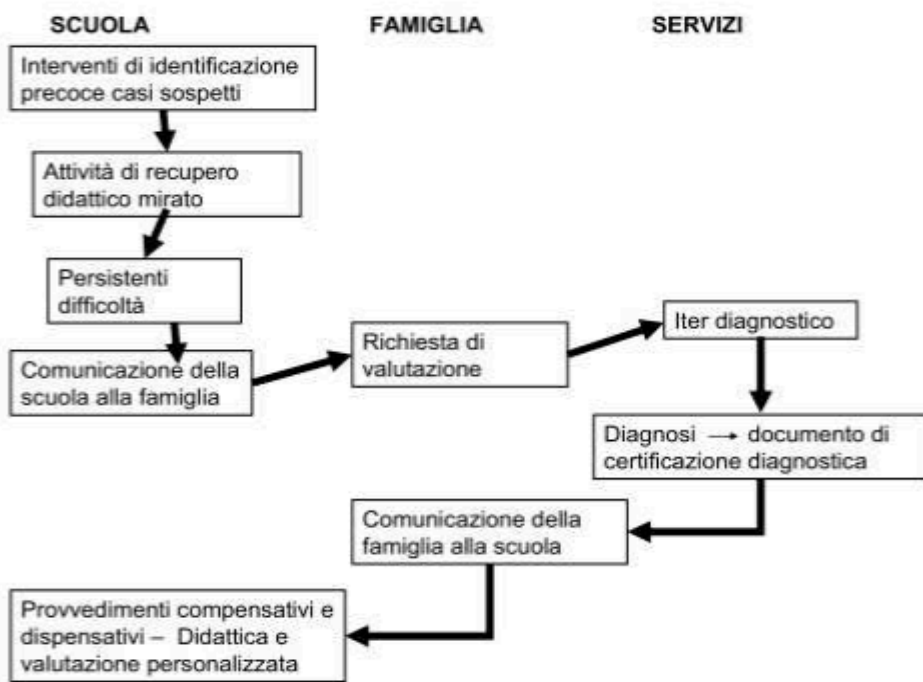 SCUOLA FAMIGLIA SERVIZI
Interventi di identificazione
precoce casi sospetti
Attività di recupero
didattico mirato
Persistenti
difficoltà
Comunicazione della
scuola alla famiglia
Richiesta di
valutazione
Iter diagnostico
Diagnosi → documento di
certificazione diagnostica
Comunicazione della
famiglia alla scuola
Provvedimenti compensativi e
dispensativi – Didattica e
valutazione personalizzata